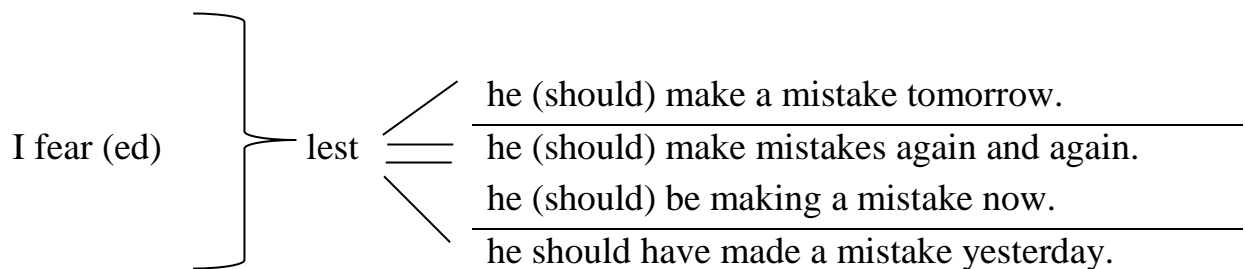 he (should) make a mistake tomorrow.
I fear (ed) lest he (should) make mistakes again and again.
he (should) be making a mistake now.
he should have made a mistake yesterday.